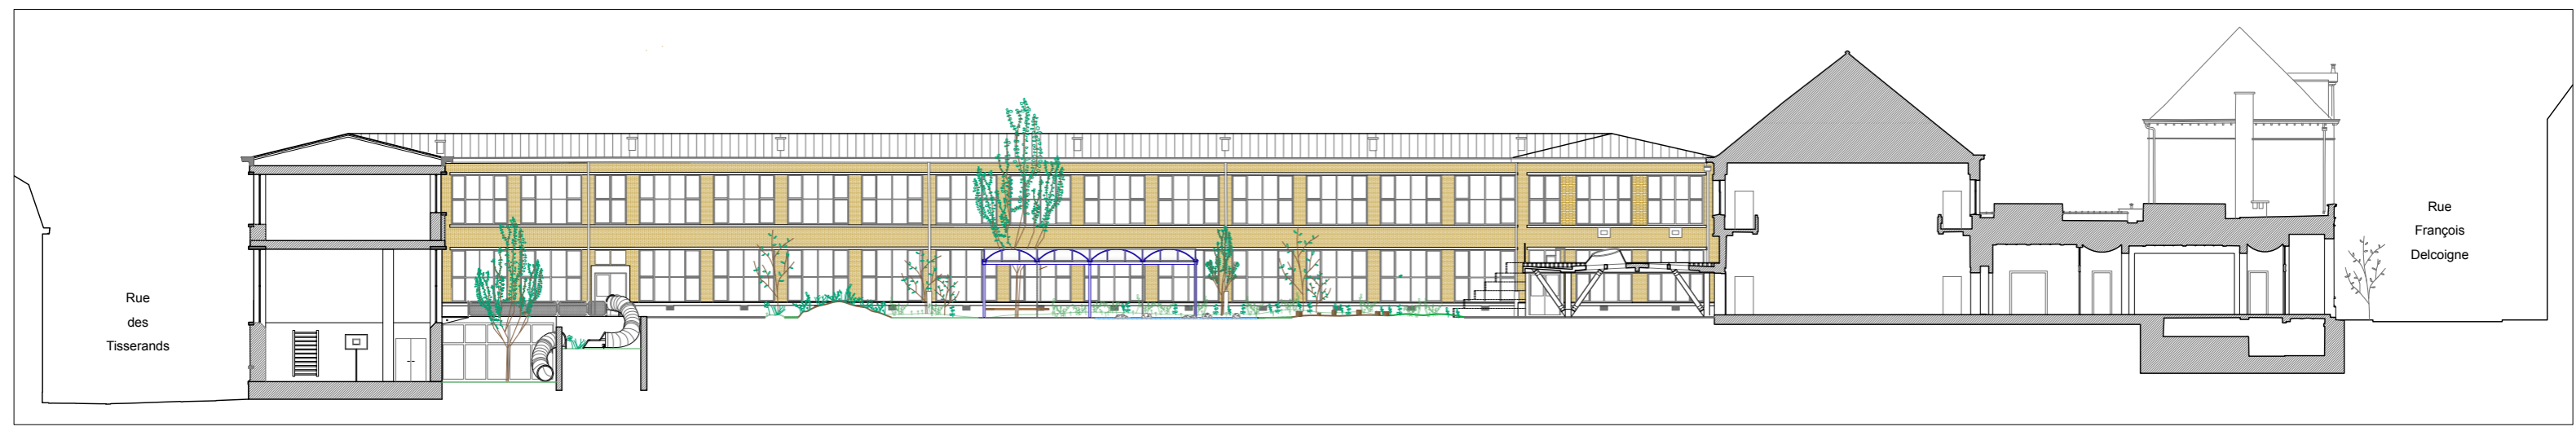 Rue
des
Tisserands
Rue
François
Delcoigne